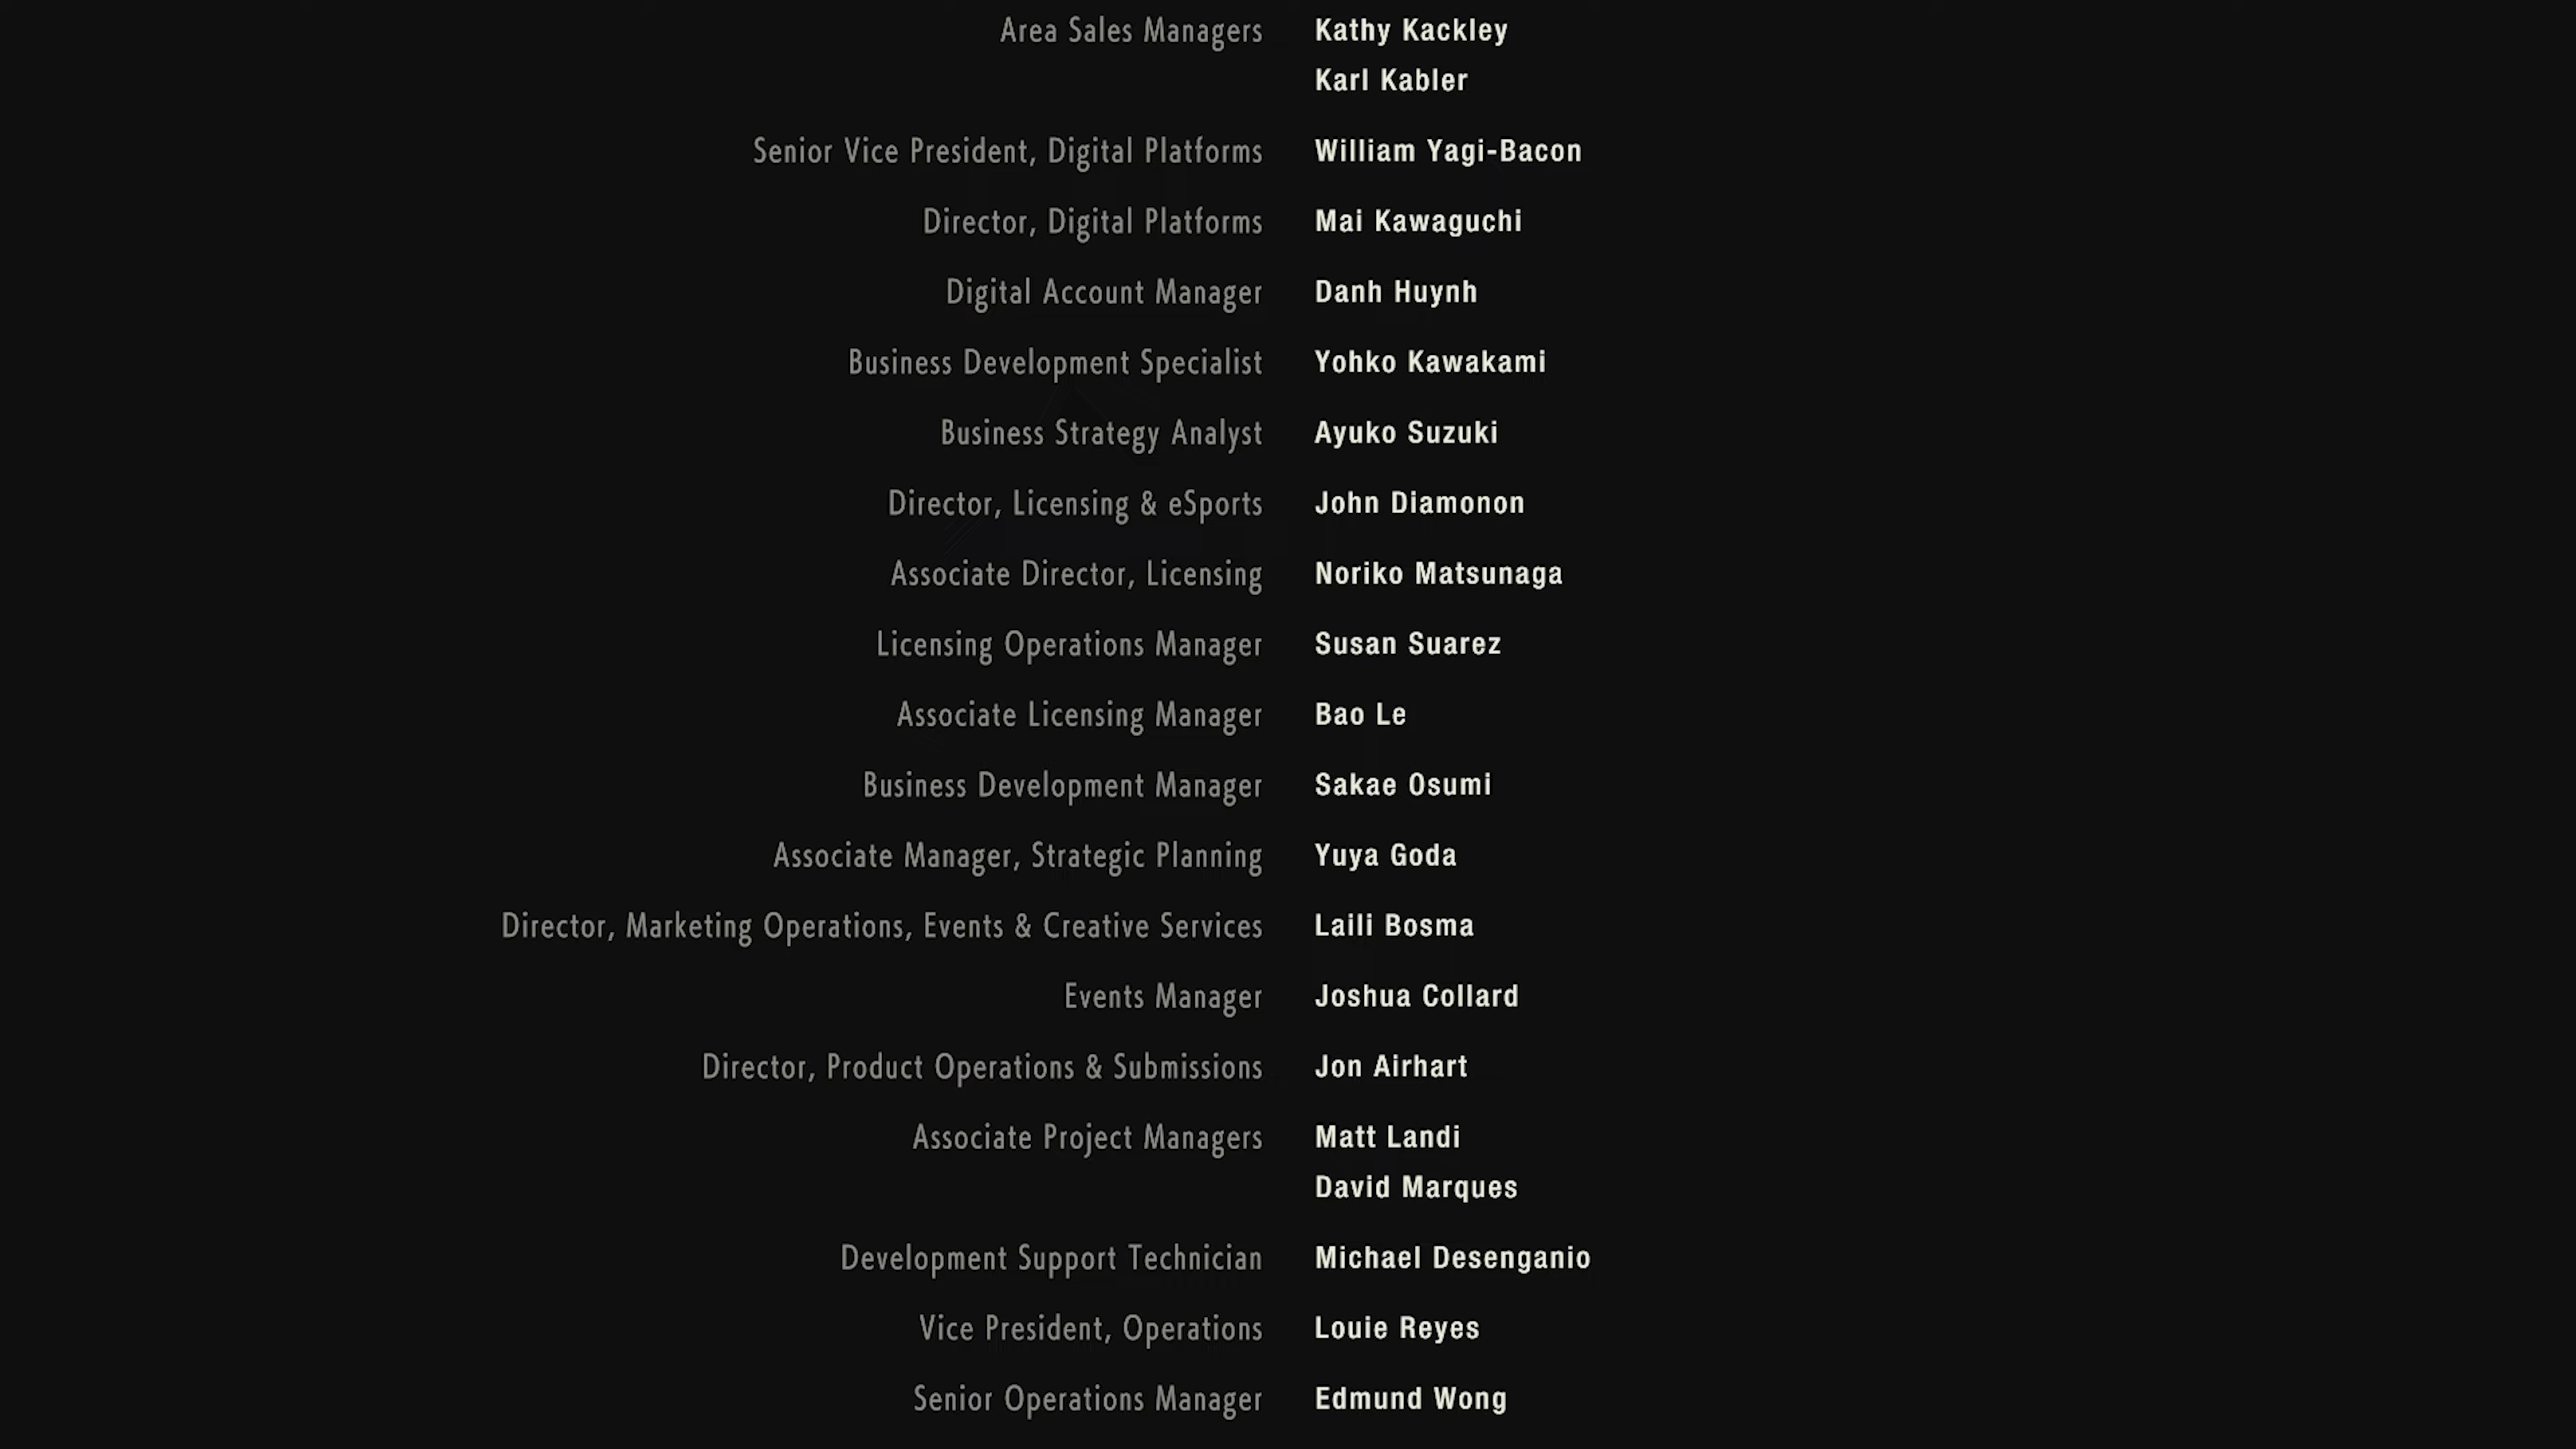 Area Sales Managers Kathy Kackley
Karl Kabler
Senior Vice President, Digital Platforms William Yagi-Bacon
Director, Digital Platforms Mai Kawaguchi
Digital Account Manager Danh Huynh
Business Development Specialist Yohko Kawakami
Business Strategy Analyst Ayuko Suzuki
Director, Licensing & eSports John Diamonon
Associate Director, Licensing Noriko Matsunaga
Licensing Operations Manager Susan Suarez
Associate Licensing Manager Bao Le
Business Development Manager Sakae Osumi
Associate Manager, Strategic Planning Yuya Goda
Director, Marketing Operations, Events & Creative Services Laili Bosma
Events Manager Joshua Collard
Director, Product Operations & Submissions Jon Airhart
Associate Project Managers Matt Landi
David Marques
Development Support Technician Michael Desenganio
Vice President, Operations Louie Reyes
Senior Operations Manager Edmund Wong